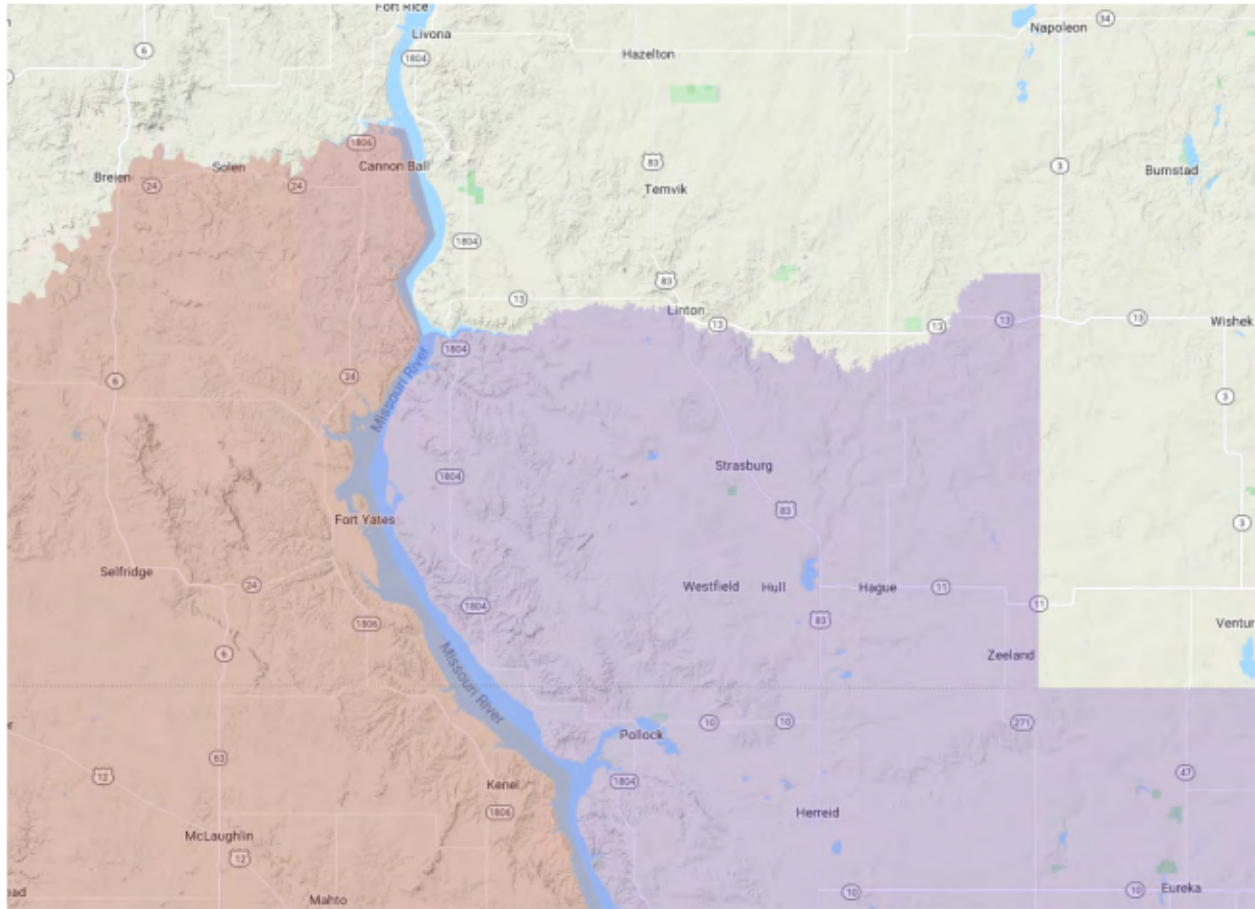 Fort Rice
34
Napoleon
6
Livona
1804
Hazelton
1806
Cannon Ball
Solen
Breien
24
24
83
Temvik
3
Burnstad
1804
83
13
Linton
13
13
13
13
Wishek
1804
Missouri River
24
6
3
Strasburg
1804
83
Fort Yates
3
Selfridge
24
Westfield
Hull
Hague
11
11
1804
83
1806
6
Zeeland
Missouri River
10
10
271
Pollock
63
12
Kenel
1804
47
1806
Herreid
McLaughlin
12
Mahto
10
10
Eureka